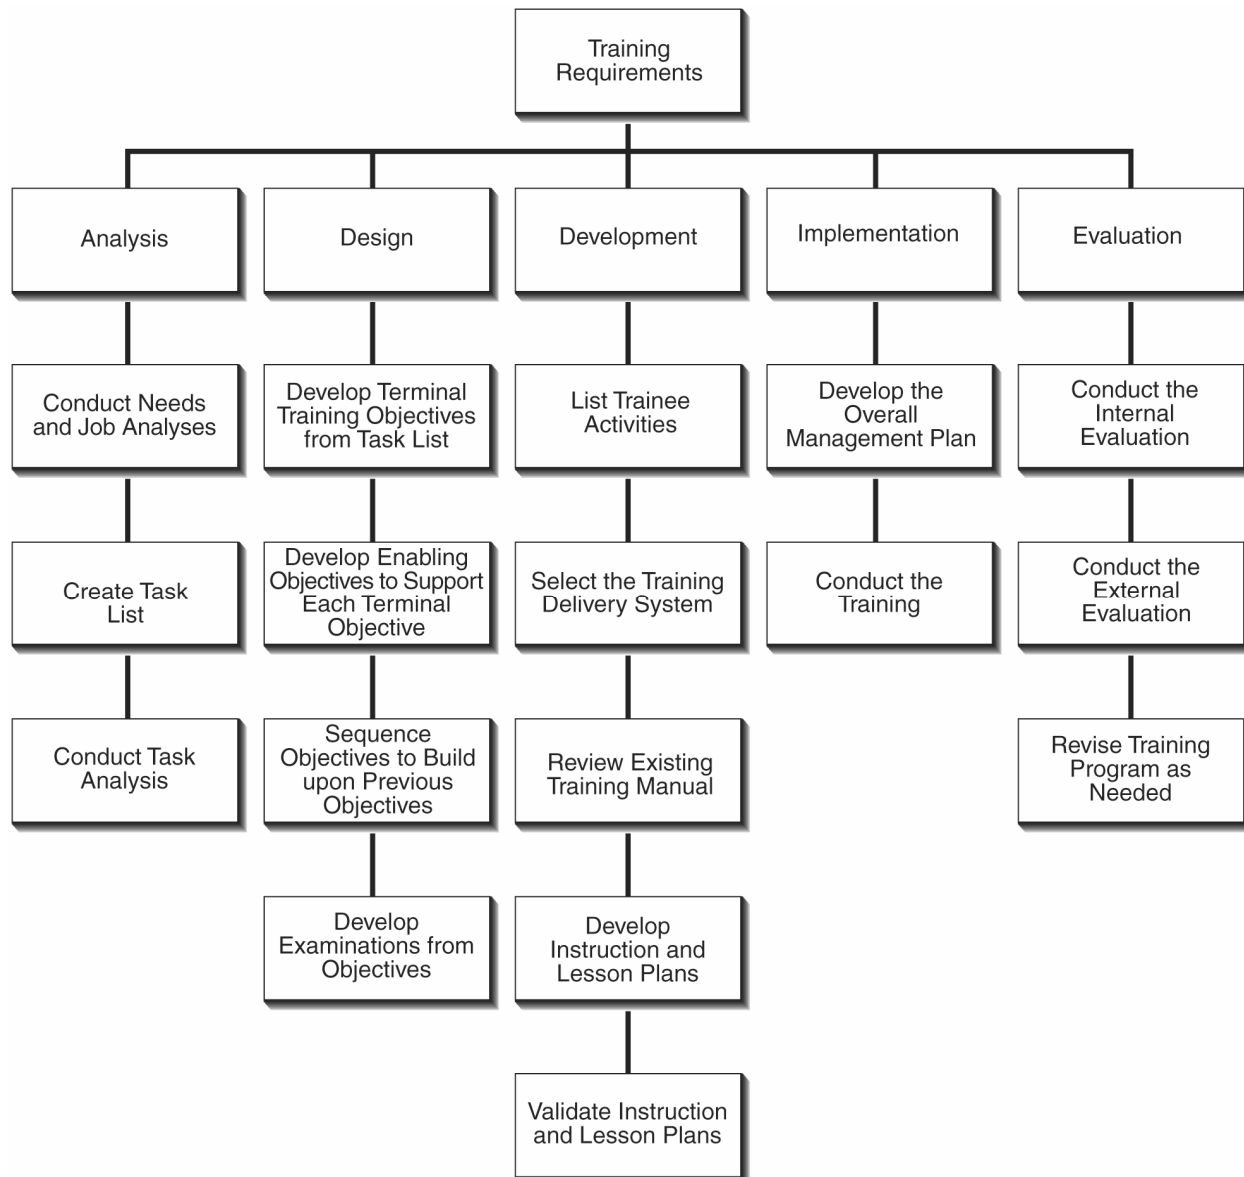 Training
Requirements
Analysis
Design
Development
Implementation
Evaluation
Conduct Needs
and Job Analyses
Develop Terminal
Training Objectives
from Task List
List Trainee
Activities
Develop the
Overall
Management Plan
Conduct the
Internal
Evaluation
Create Task
List
Develop Enabling
Objectives to Support
Each Terminal
Objective
Select the Training
Delivery System
Conduct the
Training
Conduct the
External
Evaluation
Conduct Task
Analysis
Sequence
Objectives to Build
upon Previous
Objectives
Review Existing
Training Manual
Revise Training
Program as
Needed
Develop
Examinations from
Objectives
Develop
Instruction and
Lesson Plans
Validate Instruction
and Lesson Plans